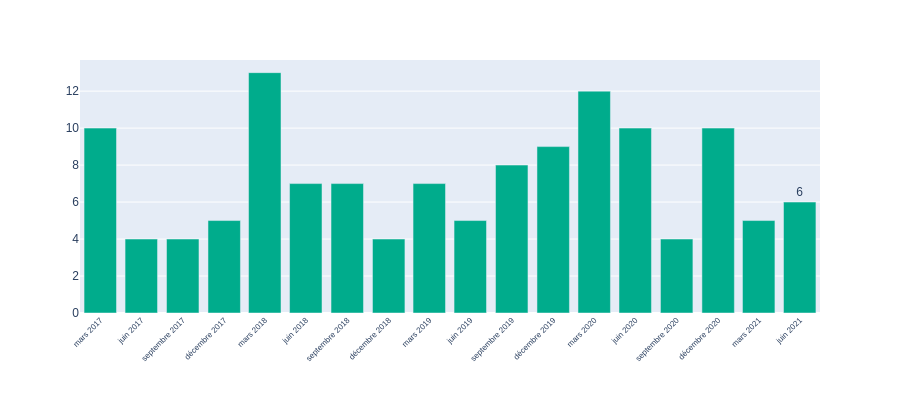 12
10
8
6
4
2
0
6
mars 2017
juin 2017
septembre 2017
décembre 2017
mars 2018
juin 2018
septembre 2018
décembre 2018
mars 2019
juin 2019
septembre 2019
décembre 2019
mars 2020
juin 2020
septembre 2020
décembre 2020
mars 2021
juin 2021